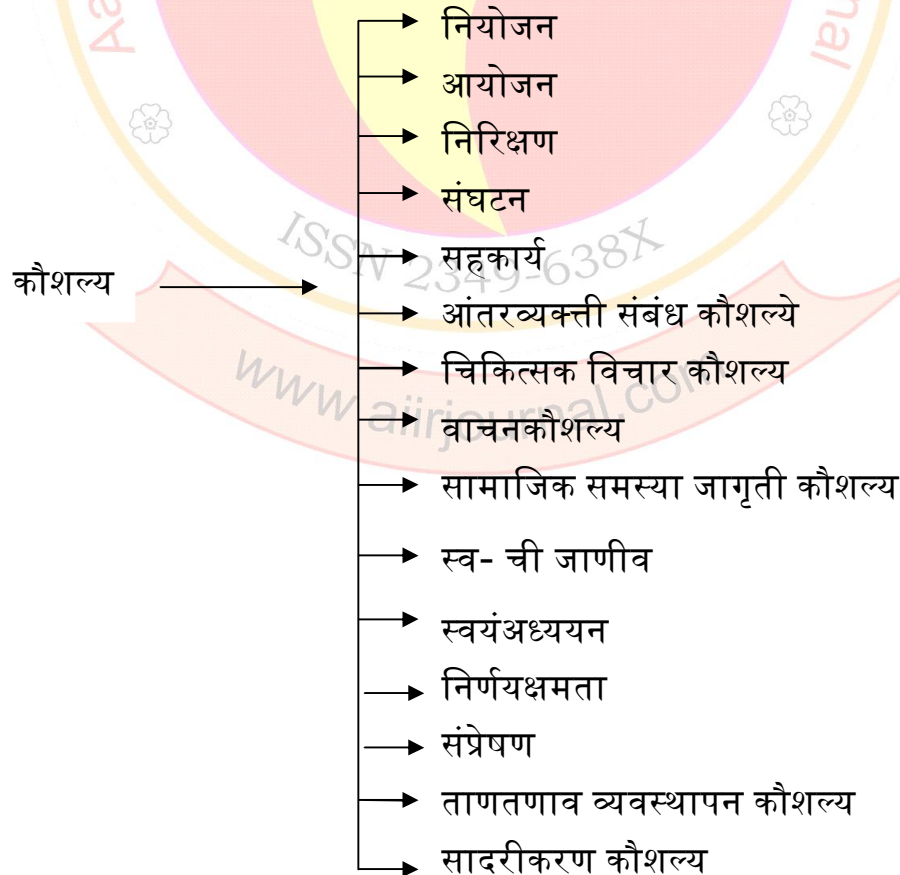 नियोजन
आयोजन
निरिक्षण
संघटन
ISSN 2349-638X
सहकार्य
कौशल्य
आंतरव्यक्ती संबंध कौशल्ये
चिकित्सक विचार कौशल्य
www.aiirjournal.com
वाचनकौशल्य
सामाजिक समस्या जागृती कौशल्य
स्व- ची जाणीव
स्वयंअध्ययन
निर्णयक्षमता
संप्रेषण
ताणतणाव व्यवस्थापन कौशल्य
सादरीकरण कौशल्य